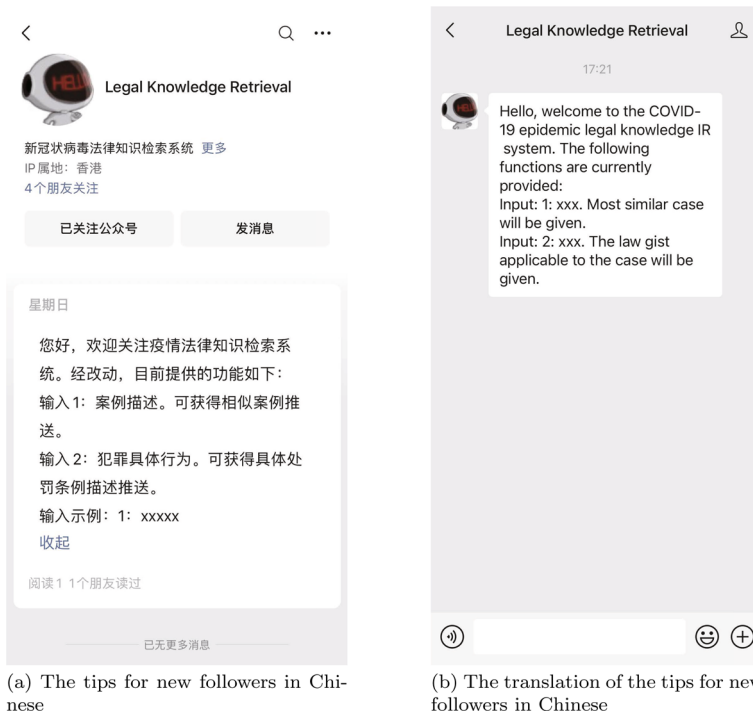 HELL
Legal Knowledge Retrieval
新冠状病毒法律知识检索系统 更多
IP属地：香港
4个朋友关注
已关注公众号
发消息
星期日
您好，欢迎关注疫情法律知识检索系
统。经改动，目前提供的功能如下：
输入1：案例描述。可获得相似案例推
送。
输入2：犯罪具体行为。可获得具体处
罚条例描述推送。
输入示例：1：xxxxx
收起
阅读1 1个朋友读过
已无更多消息
(a) The tips for new followers in Chi-
nese
Legal Knowledge Retrieval
17:21
Hello, welcome to the COVID-
19 epidemic legal knowledge IR
system. The following
functions are currently
provided:
Input: 1: xxx. Most similar case
will be given.
Input: 2: xxx. The law gist
applicable to the case will be
given.
(b) The translation of the tips for
followers in Chinese